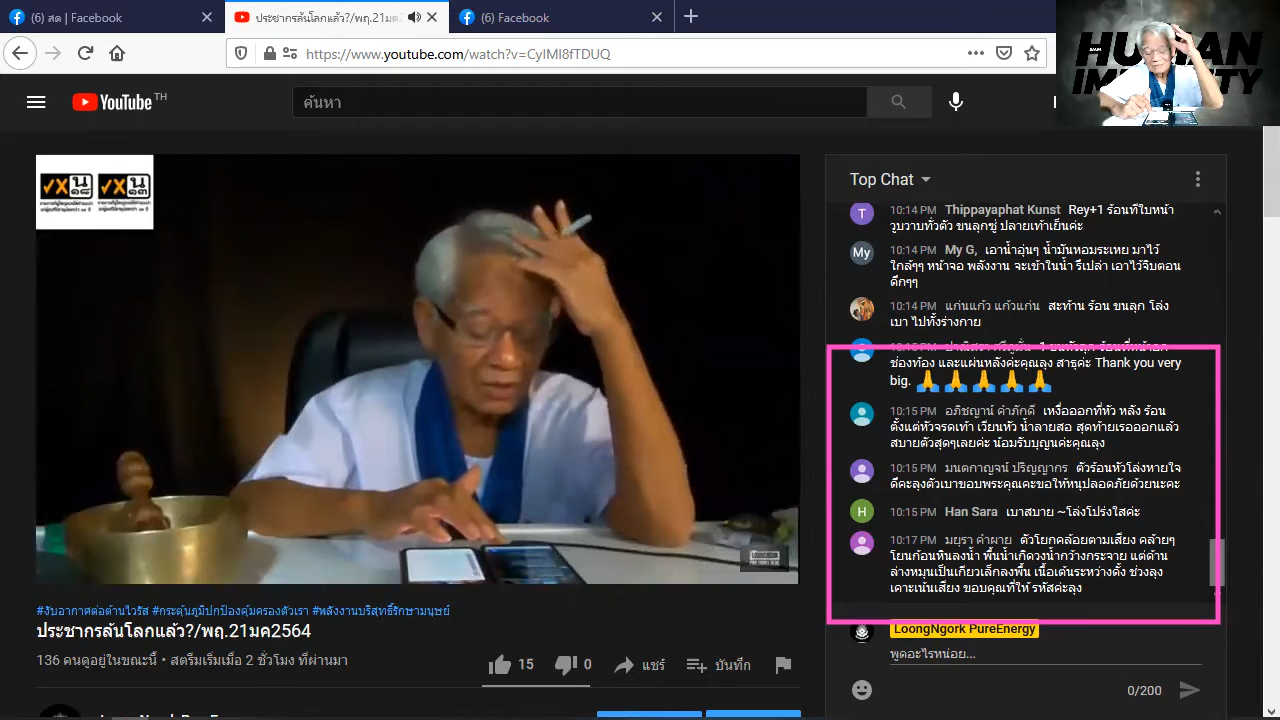 (6) สด | Facebook
ประชากรล้นโลกแล้ว?/พฤ.21มค2
(6) Facebook
https://www.youtube.com/watch?v=CyIMI8fTDUQ
HUMAN
YouTube TH
ค้นหา
Top Chat
10:14 PM Thippayaphat Kunst Rey+1 ร้อนที่ใบหน้า
วูบวาบทั่วตัว ขนลุกซู่ ปลายเท้าเย็นค่ะ
My
10:14 PM My G, เอาน้ำอุ่นๆ น้ำมันหอมระเหย มาไว้
ใกล้ๆๆ หน้าจอ พลังงาน จะเข้าในน้ำ รึเปล่า เอาไว้จิบตอน
ดึกๆๆ
10:14 PM แก่นแก้ว แก้วแก่น สะท้าน ร้อน ขนลุก โล่ง
เบา ไปทั้งร่างกาย
ช่องท้อง และแผ่นหลังค่ะคุณลุง สาธุค่ะ Thank you very
big. 🙏🙏🙏🙏🙏
10:15 PM อภิชญาน์ คำภักดี เหงื่อออกที่หัว หลัง ร้อน
ตั้งแต่หัวจรดเท้า เวียนหัว น้ำลายสอ สุดท้ายเรอออกแล้ว
สบายตัวสุดๆเลยค่ะ น้อมรับบุญนค่ะคุณลุง
10:15 PM มนตกาญจน์ ปริญญากร ตัวร้อนหัวโล่งหายใจ
ดีคะลุงตัวเบาขอบพระคุณคะขอให้หนุปลอดภัยด้วยนะคะ
H
10:15 PM Han Sara เบาสบาย ~โล่งโปร่งใสค่ะ
10:17 PM มยุรา คำผาย ตัวโยกคล้อยตามเสียง คล้ายๆ
โยนก้อนหินลงน้ำ พื้นน้ำเกิดวงน้ำกว้างกระจาย แต่ด้าน
ล่างหมุนเป็นเกียวเล็กลงพื้น เนื้อเต้นระหว่างคิ้ว ช่วงลุง
เคาะเน้นเสียง ขอบคุณที่ให้ รหัสค่ะลุง
LoongNgork PureEnergy
พูดอะไรหน่อย...
0/200
#งับอากาศต่อต้านไวรัส #กระตุ้นภูมิปกป้องคุ้มครองตัวเรา #พลังงานบริสุทธิ์รักษามนุษย์
ประชากรล้นโลกแล้ว?/พฤ.21มค2564
136 คนดูอยู่ในขณะนี้ • สตรีมเริ่มเมื่อ 2 ชั่วโมง ที่ผ่านมา
15
0
แชร์
บันทึก